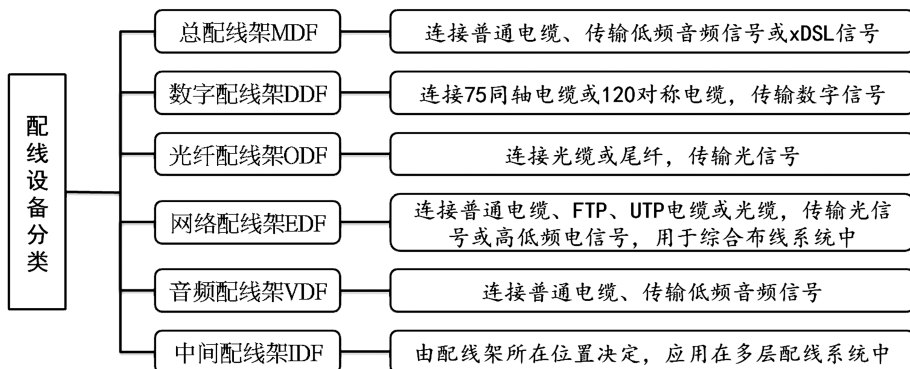 配线设备分类
总配线架MDF
连接普通电缆、传输低频音频信号或xDSL信号
数字配线架DDF
连接75同轴电缆或120对称电缆，传输数字信号
光纤配线架ODF
连接光缆或尾纤，传输光信号
网络配线架EDF
连接普通电缆、FTP、UTP电缆或光缆，传输光信
号或高低频电信号，用于综合布线系统中
音频配线架VDF
连接普通电缆、传输低频音频信号
中间配线架IDF
由配线架所在位置决定，应用在多层配线系统中